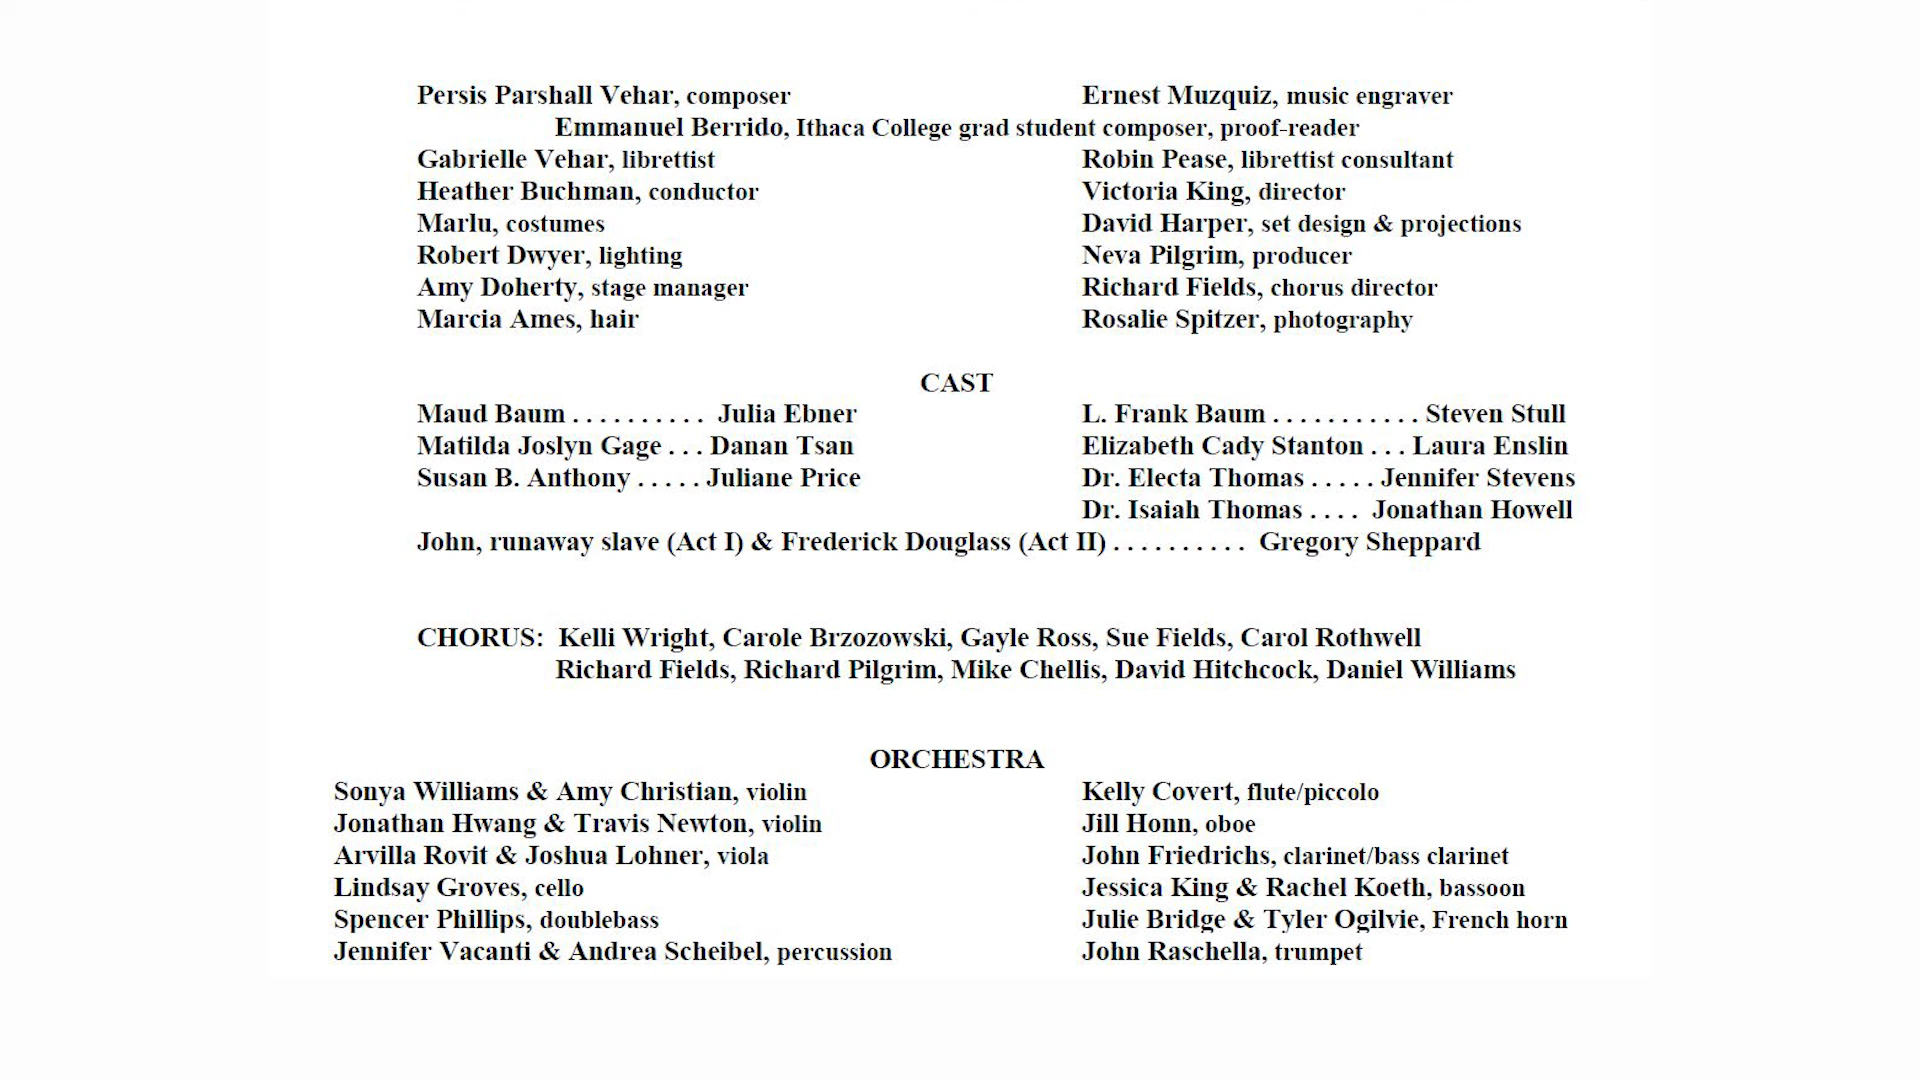 Persis Parshall Vehar, composer Ernest Muzquiz, music engraver
Emmanuel Berrido, Ithaca College grad student composer, proof-reader
Gabrielle Vehar, librettist Robin Pease, librettist consultant
Heather Buchman, conductor Victoria King, director
Marlu, costumes David Harper, set design & projections
Robert Dwyer, lighting Neva Pilgrim, producer
Amy Doherty, stage manager Richard Fields, chorus director
Marcia Ames, hair Rosalie Spitzer, photography
CAST
Maud Baum . . . . . . . . . . Julia Ebner L. Frank Baum . . . . . . . . . . . Steven Stull
Matilda Joslyn Gage . . . Danan Tsan Elizabeth Cady Stanton . . . Laura Enslin
Susan B. Anthony . . . . . Juliane Price Dr. Electa Thomas . . . . . Jennifer Stevens
Dr. Isaiah Thomas . . . . Jonathan Howell
John, runaway slave (Act I) & Frederick Douglass (Act II) . . . . . . . . . . Gregory Sheppard
CHORUS: Kelli Wright, Carole Brzozowski, Gayle Ross, Sue Fields, Carol Rothwell
Richard Fields, Richard Pilgrim, Mike Chellis, David Hitchcock, Daniel Williams
ORCHESTRA
Sonya Williams & Amy Christian, violin Kelly Covert, flute/piccolo
Jonathan Hwang & Travis Newton, violin Jill Honn, oboe
Arvilla Rovit & Joshua Lohner, viola John Friedrichs, clarinet/bass clarinet
Lindsay Groves, cello Jessica King & Rachel Koeth, bassoon
Spencer Phillips, doublebass Julie Bridge & Tyler Ogilvie, French horn
Jennifer Vacanti & Andrea Scheibel, percussion John Raschella, trumpet